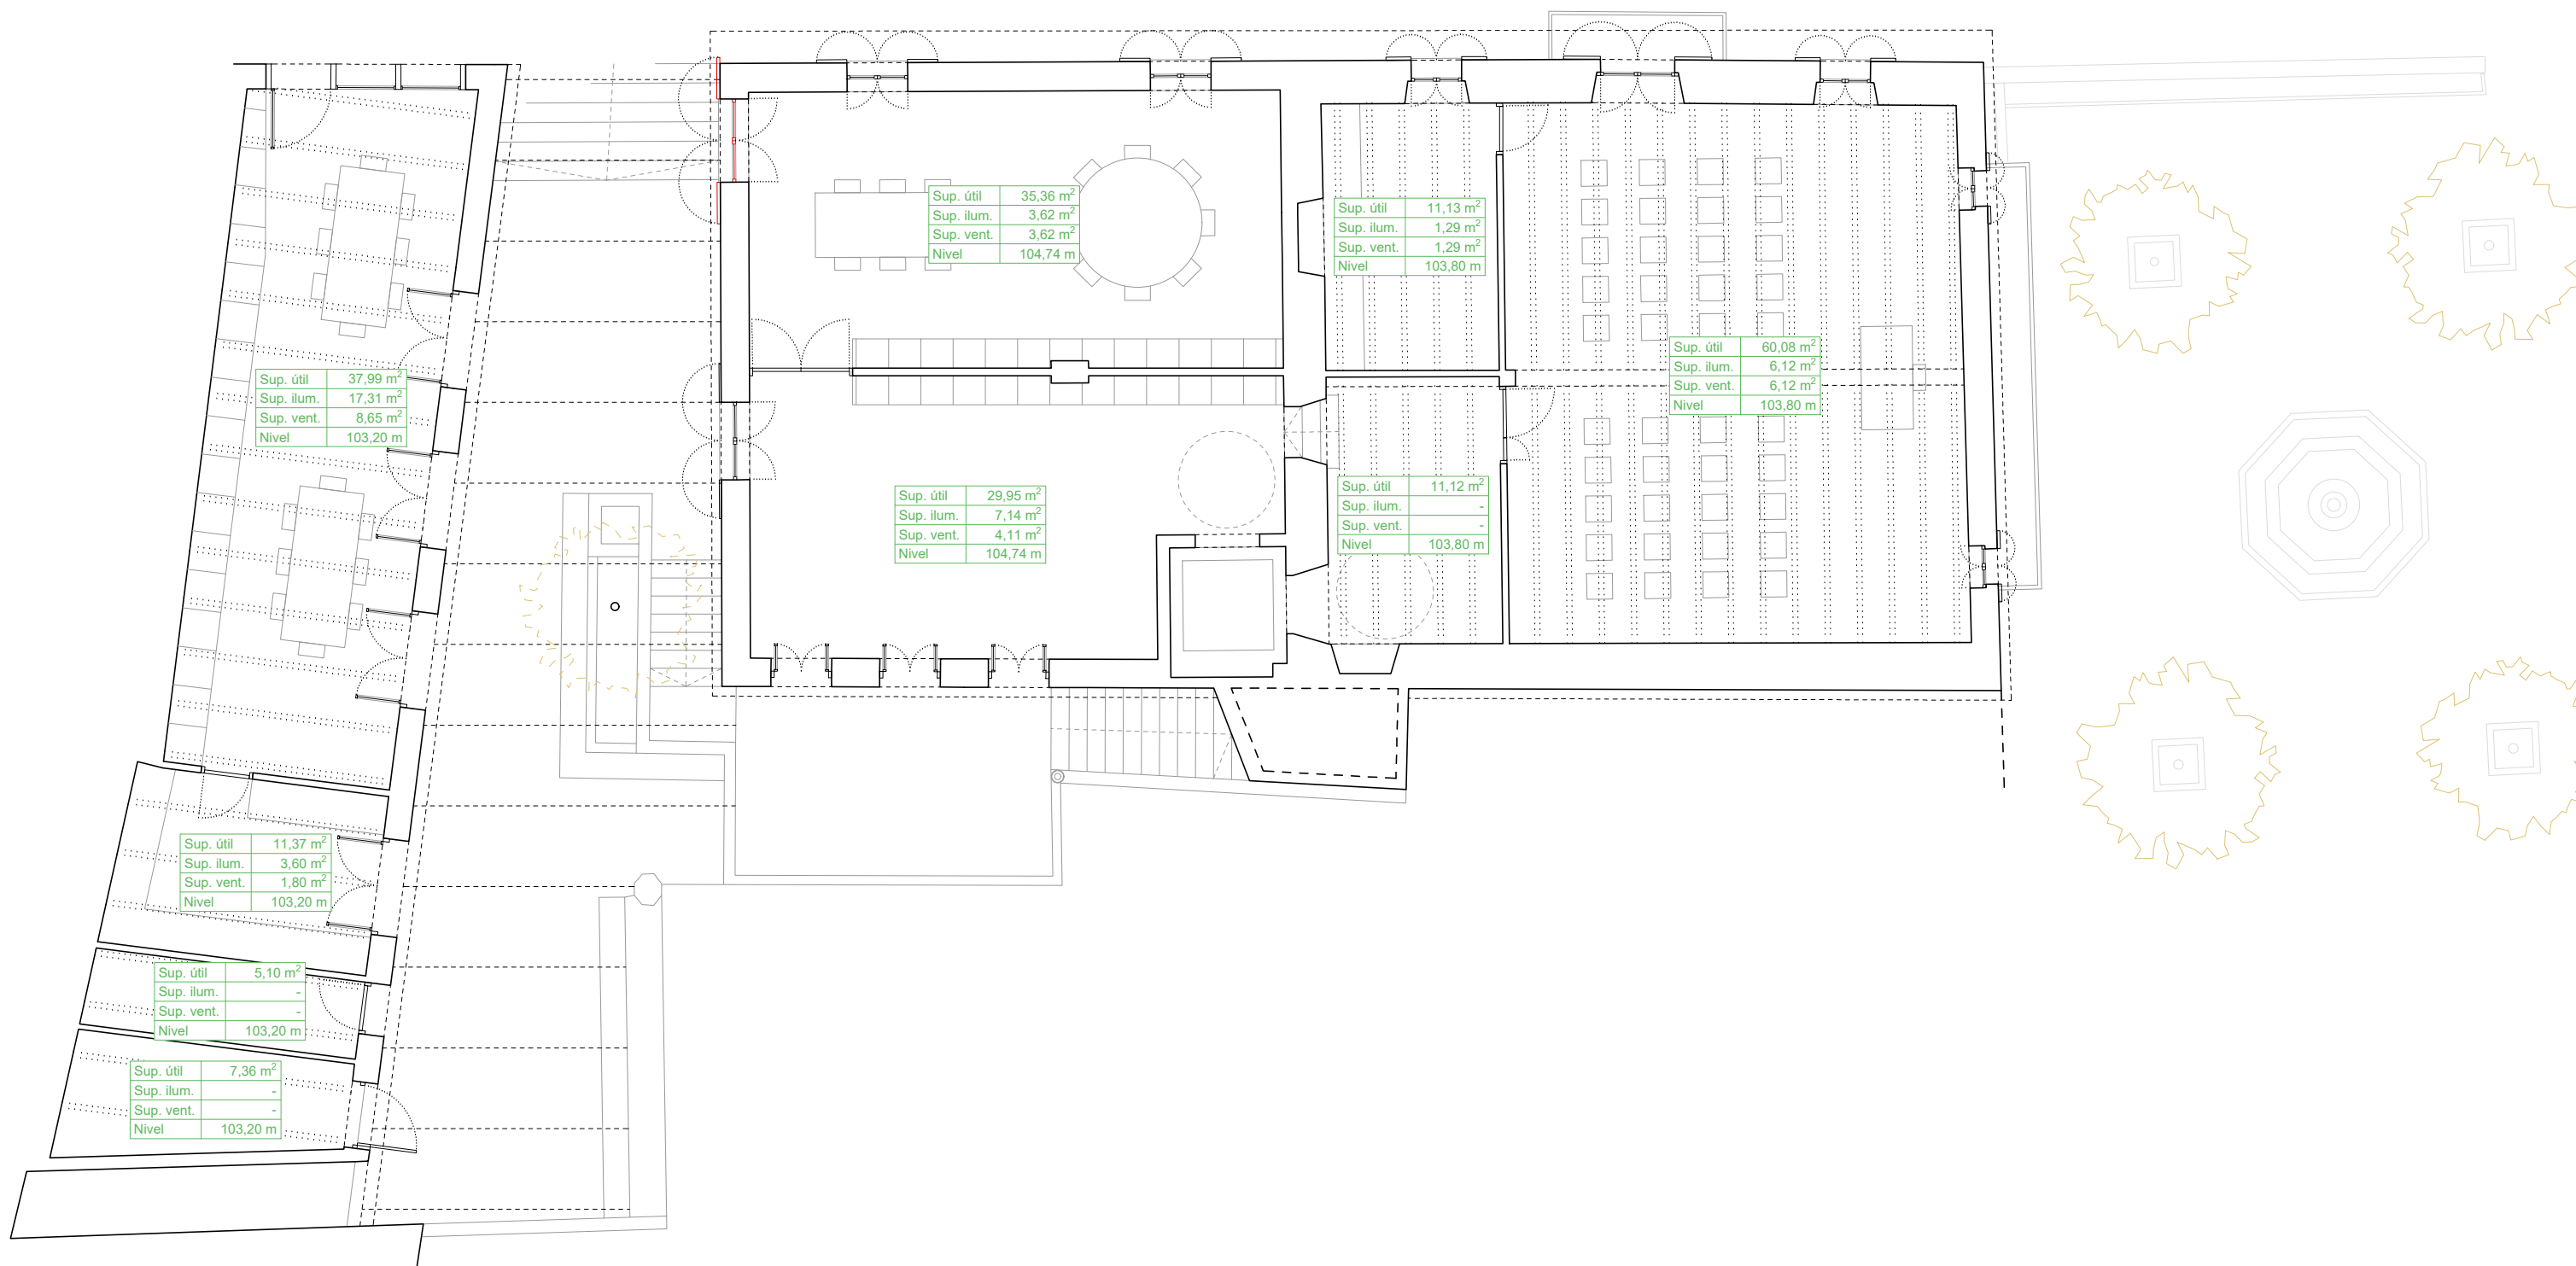 Sup. útil 35,36 m²
Sup. ilum. 3,62 m²
Sup. vent. 3,62 m²
Nivel 104,74 m
Sup. útil 11,13 m²
Sup. ilum. 1,29 m²
Sup. vent. 1,29 m²
Nivel 103,80 m
Sup. útil 60,08 m²
Sup. ilum. 6,12 m²
Sup. vent. 6,12 m²
Nivel 103,80 m
Sup. útil 37,99 m²
Sup. ilum. 17,31 m²
Sup. vent. 8,65 m²
Nivel 103,20 m
Sup. útil 29,95 m²
Sup. ilum. 7,14 m²
Sup. vent. 4,11 m²
Nivel 104,74 m
Sup. útil 11,12 m²
Sup. ilum. -
Sup. vent. -
Nivel 103,80 m
Sup. útil 11,37 m²
Sup. ilum. 3,60 m²
Sup. vent. 1,80 m²
Nivel 103,20 m
Sup. útil 5,10 m²
Sup. ilum. -
Sup. vent. -
Nivel 103,20 m
Sup. útil 7,36 m²
Sup. ilum. -
Sup. vent. -
Nivel 103,20 m